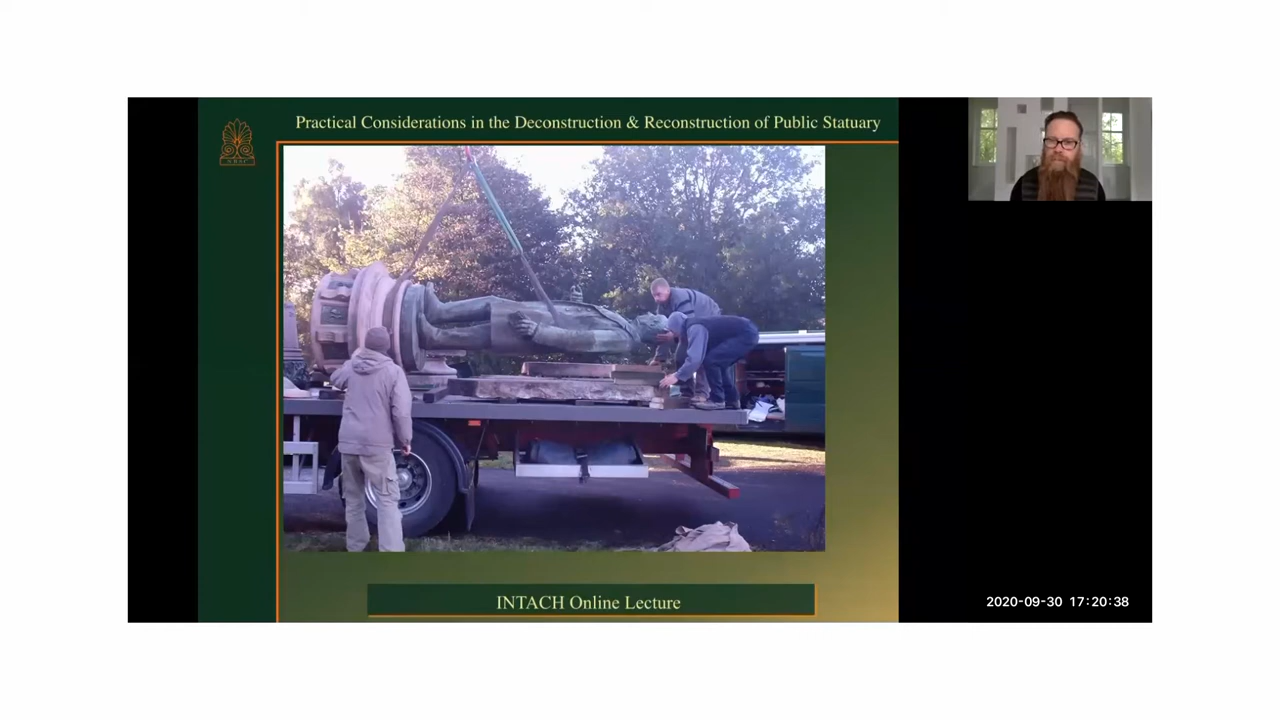 Practical Considerations in the Deconstruction & Reconstruction of Public Statuary
INTACH Online Lecture
2020-09-30 17:20:38